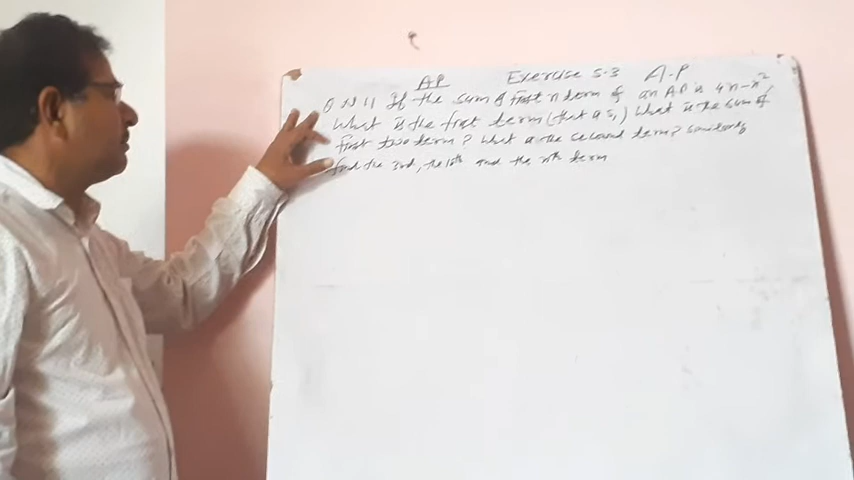 AP Exercise 5.3 A.P
Q N 11 If the sum of first n term of an A.P is 4n-n²,
What is the first term (that is S₁) What is the sum of
first two term? What is the second term? similarly
find the 3rd, the 10th and the nth term